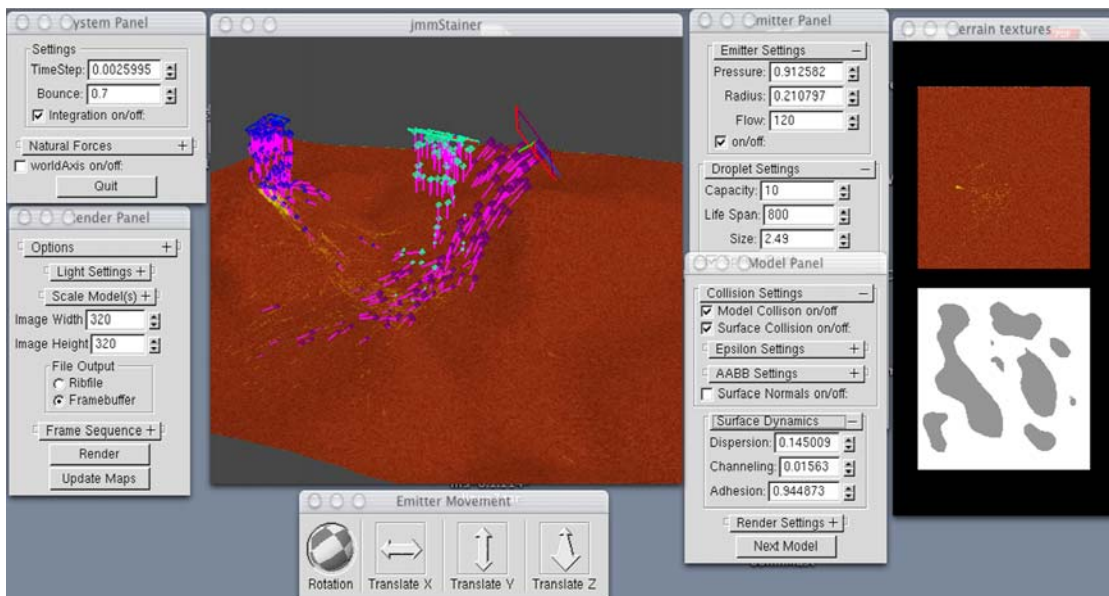 ystem Panel
Settings
TimeStep: 0.0025995
Bounce: 0.7
Integration on/off:
Natural Forces +
worldAxis on/off:
Quit
ender Panel
Options +
Light Settings +
Scale Model(s) +
Image Width 320
Image Height 320
File Output
Ribfile
Framebuffer
Frame Sequence +
Render
Update Maps
jmmStainer
Emitter Movement
Rotation Translate X Translate Y Translate Z
mitter Panel
Emitter Settings –
Pressure: 0.912582
Radius: 0.210797
Flow: 120
on/off:
Droplet Settings –
Capacity: 10
Life Span: 800
Size: 2.49
Model Panel
Collision Settings –
Model Collison on/off
Surface Collision on/off:
Epsilon Settings +
AABB Settings +
Surface Normals on/off:
Surface Dynamics –
Dispersion: 0.145009
Channeling: 0.01563
Adhesion: 0.944873
Render Settings +
Next Model
errain textures